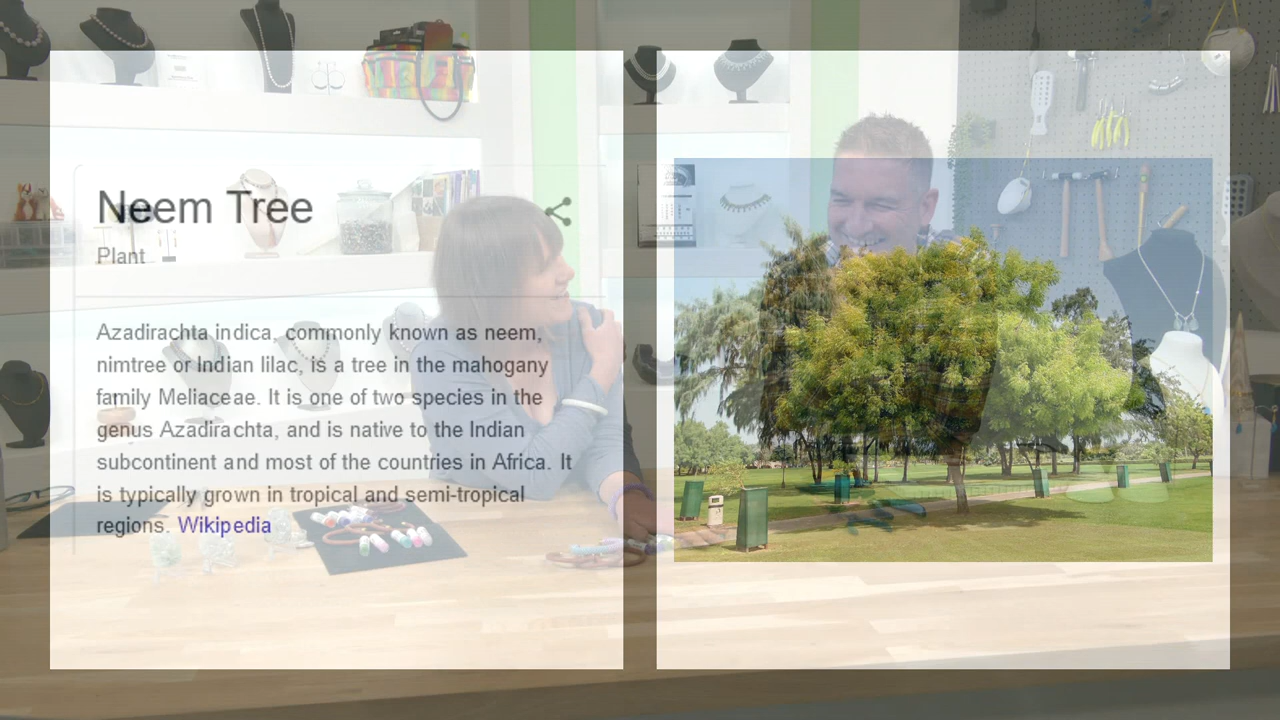 Neem Tree
Plant
Azadirachta indica, commonly known as neem,
nimtree or Indian lilac, is a tree in the mahogany
family Meliaceae. It is one of two species in the
genus Azadirachta, and is native to the Indian
subcontinent and most of the countries in Africa. It
is typically grown in tropical and semi-tropical
regions. Wikipedia